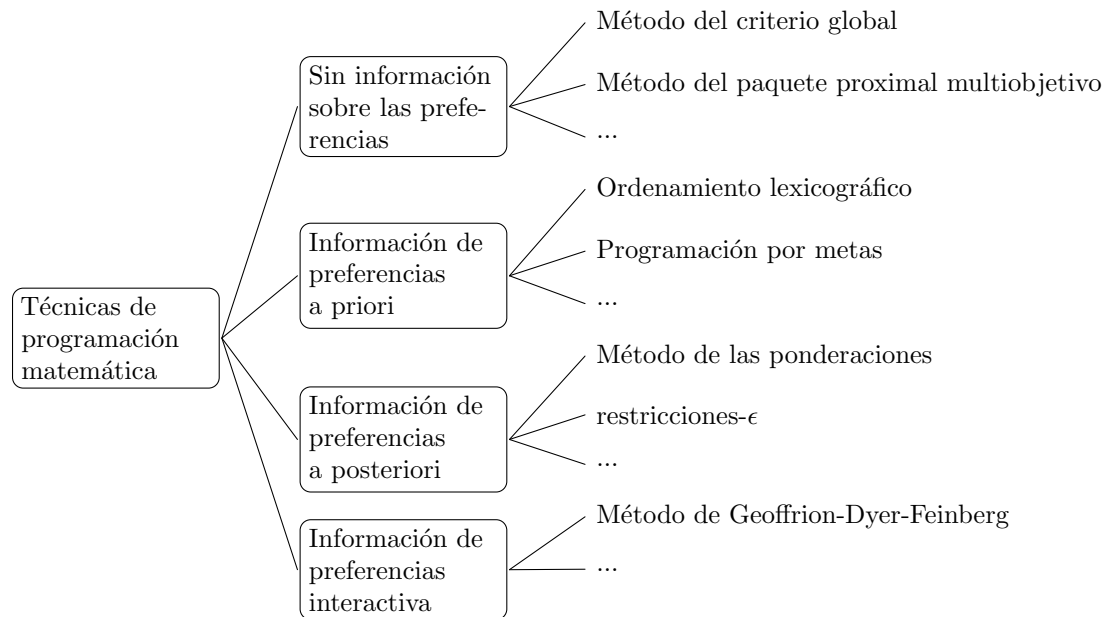 Técnicas de
programación
matemática
Sin información
sobre las prefe-
rencias
Método del criterio global
Método del paquete proximal multiobjetivo
...
Información de
preferencias
a priori
Ordenamiento lexicográfico
Programación por metas
...
Información de
preferencias
a posteriori
Método de las ponderaciones
restricciones-ϵ
...
Información de
preferencias
interactiva
Método de Geoffrion-Dyer-Feinberg
...